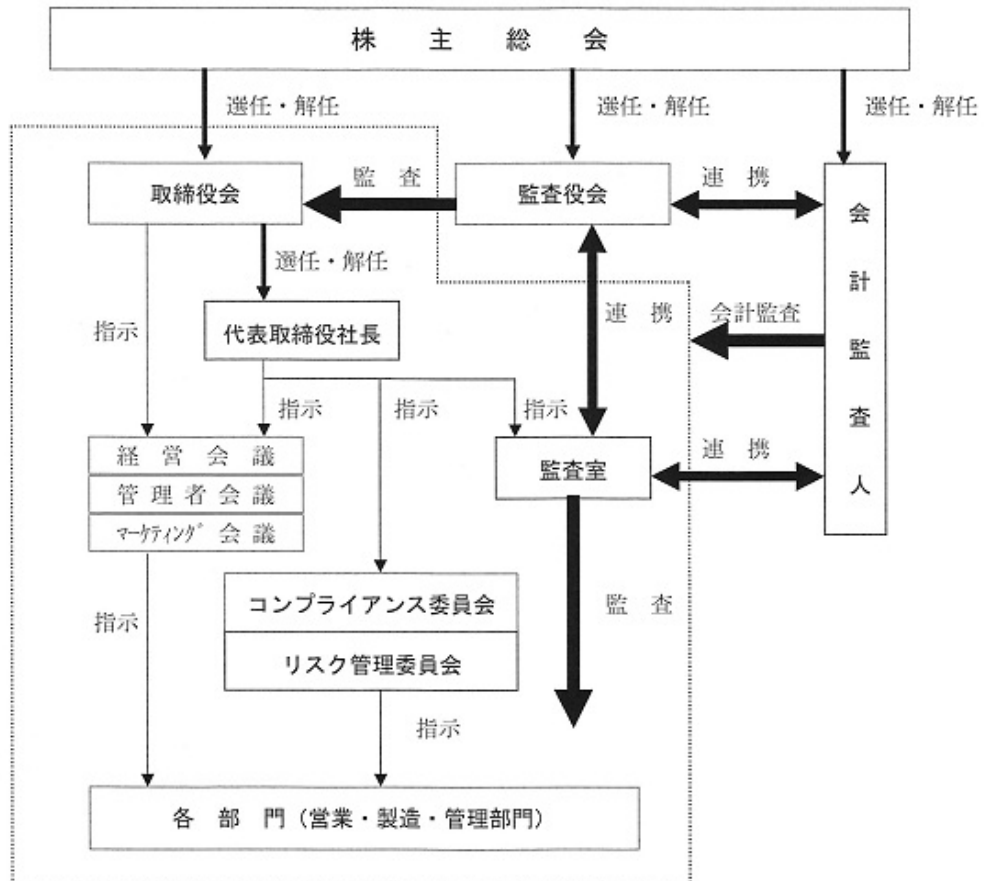 株主総会
選任・解任
選任・解任
選任・解任
取締役会
監査
監査役会
連携
会計監査人
選任・解任
代表取締役社長
指示
連携
会計監査
指示
指示
指示
経営会議
管理者会議
マーケティング会議
監査室
連携
コンプライアンス委員会
リスク管理委員会
監査
指示
指示
各部門(営業・製造・管理部門)